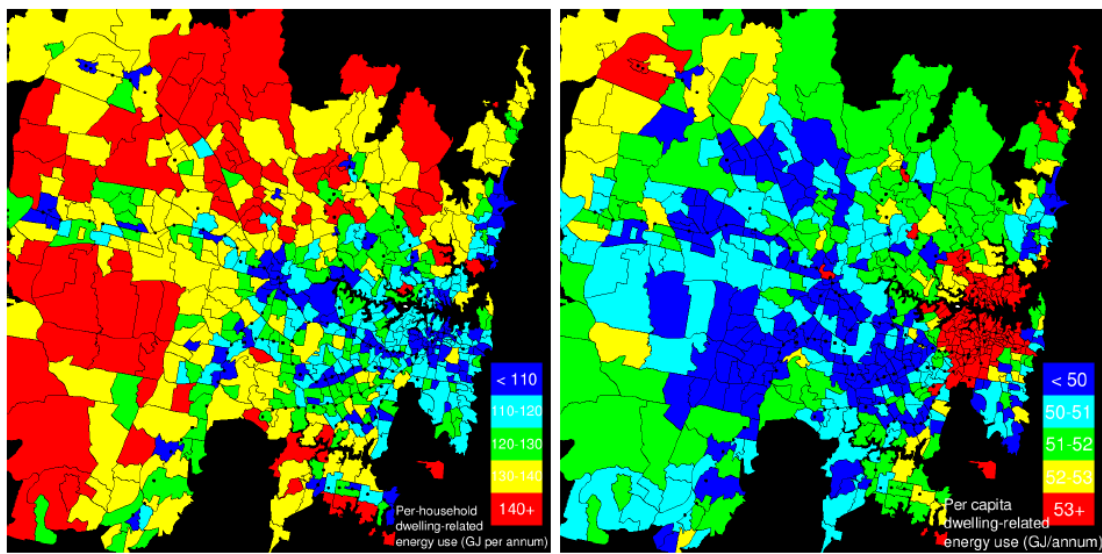 < 110
110-120
120-130
130-140
140+
Per-household
dwelling-related
energy use (GJ per annum)
< 50
50-51
51-52
52-53
53+
Per capita
dwelling-related
energy use (GJ/annum)